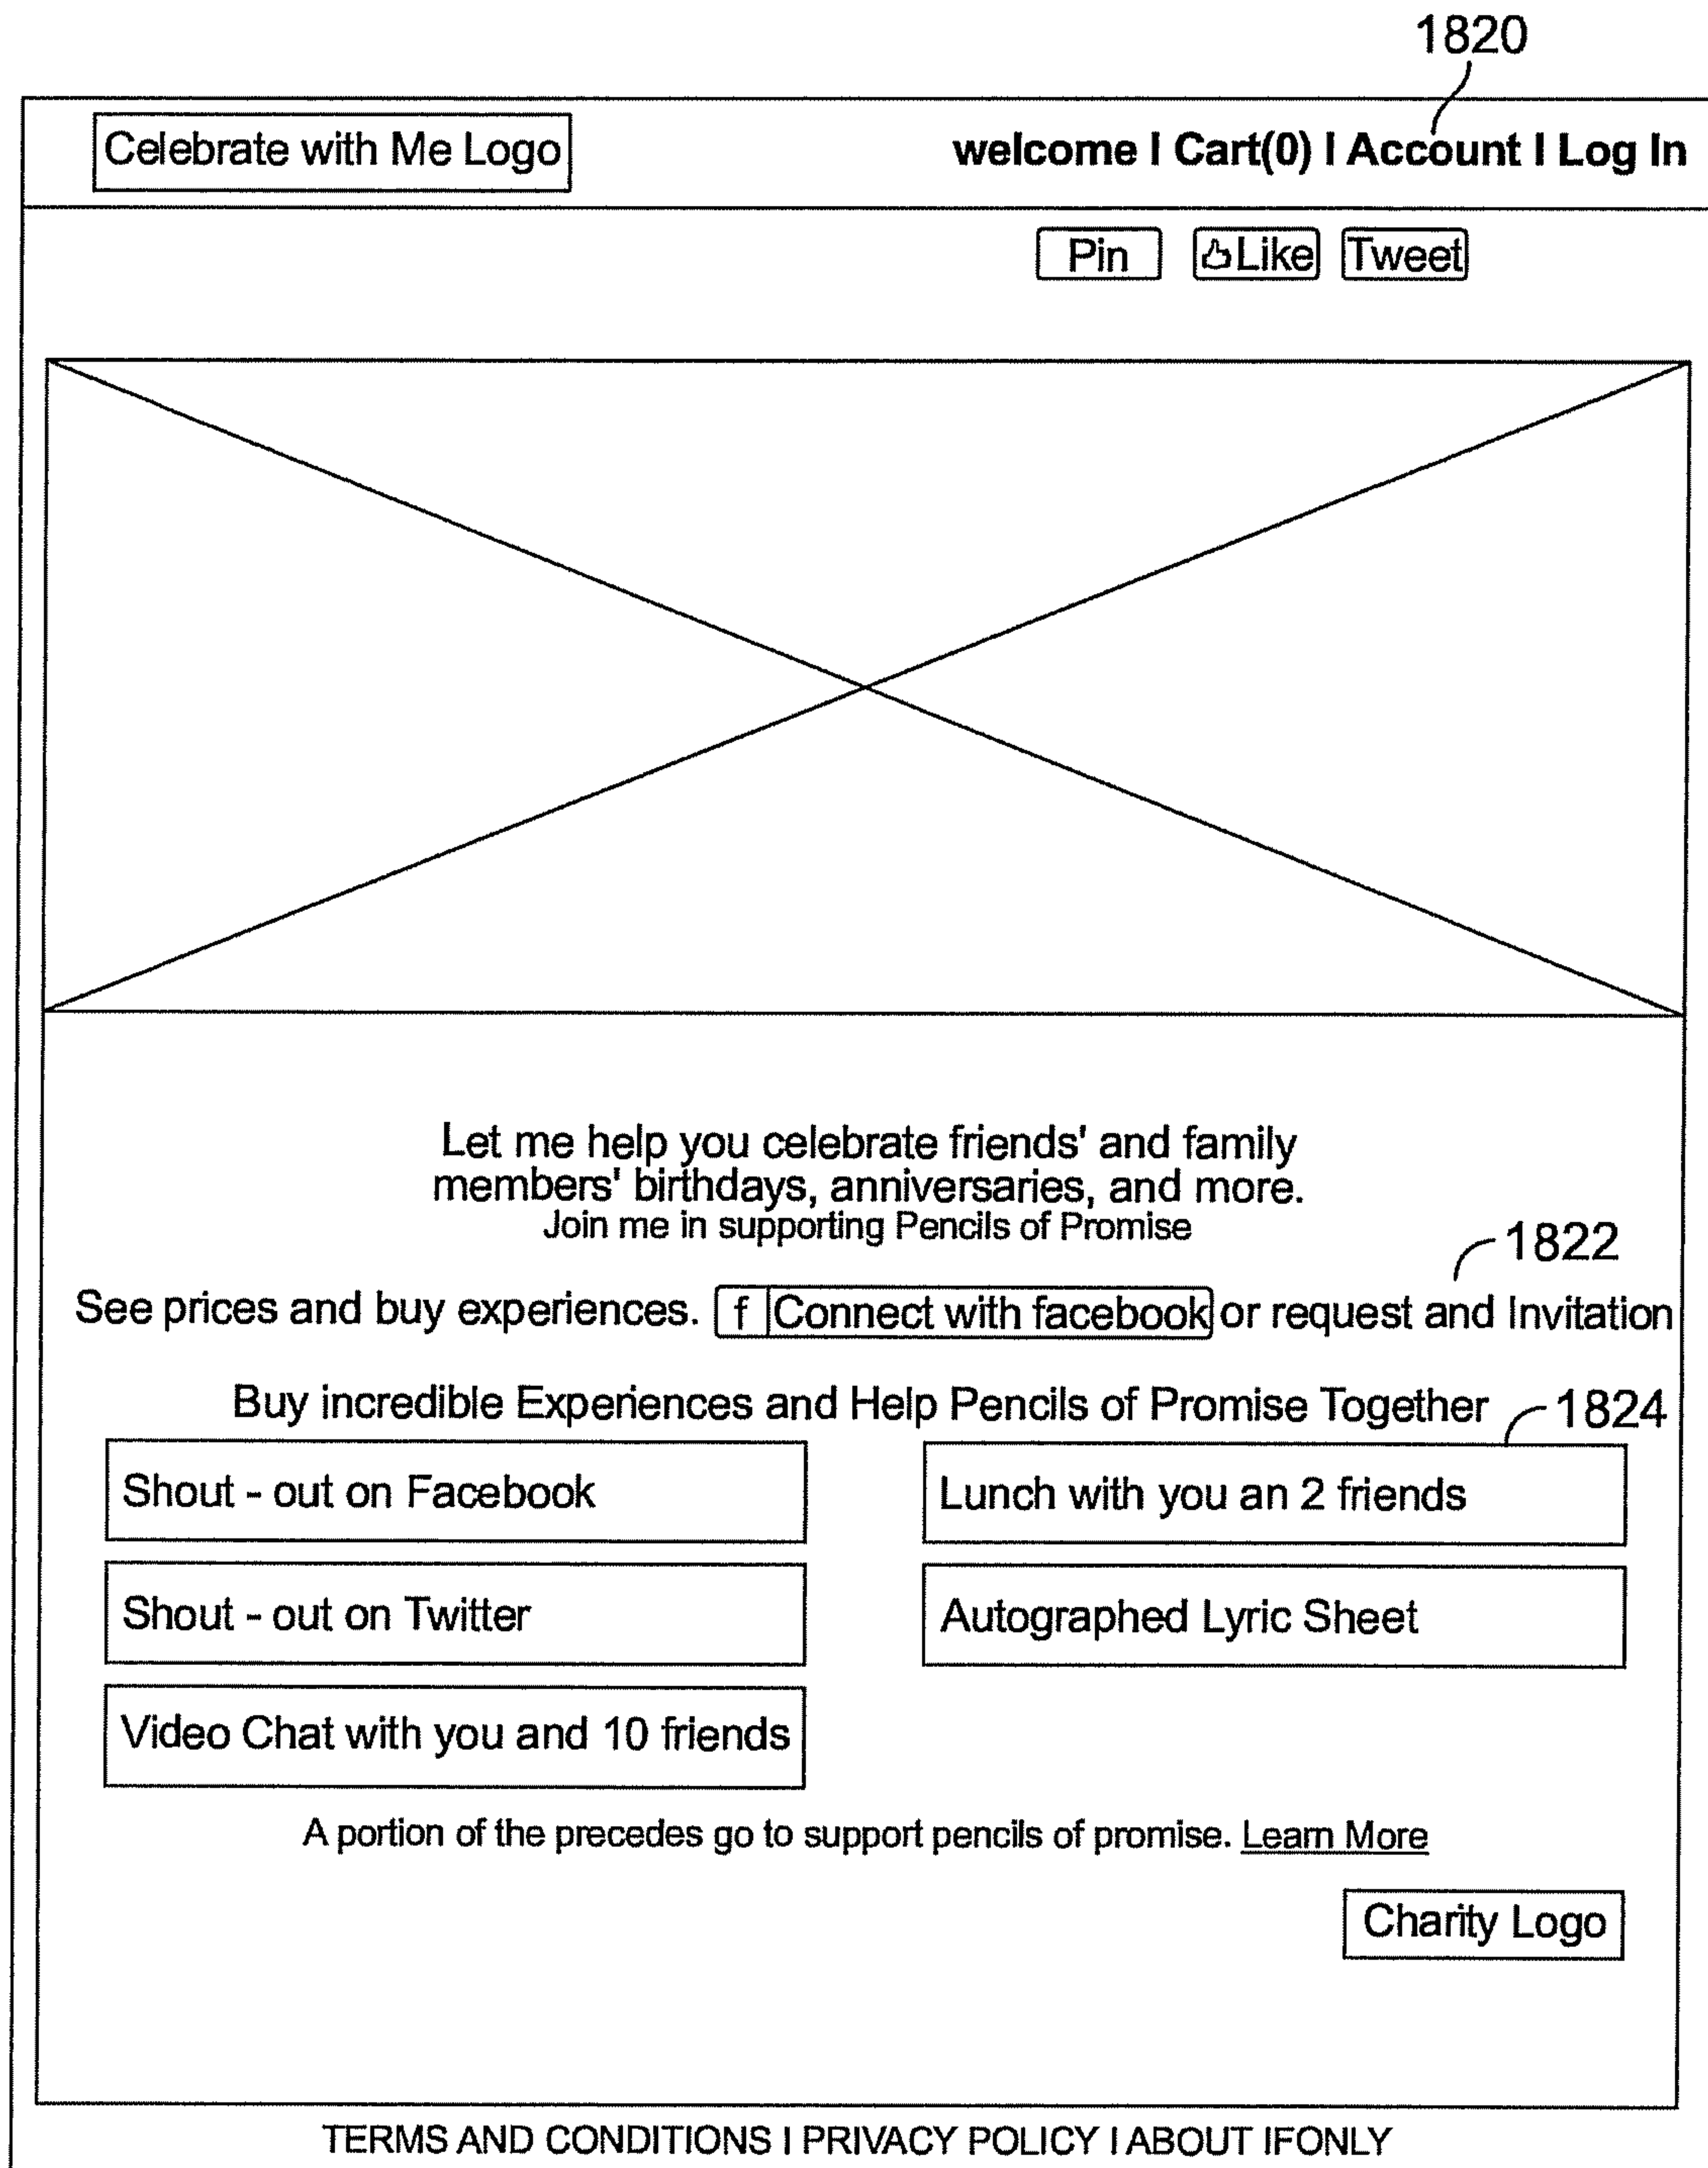 1820
Celebrate with Me Logo
welcome | Cart(0) | Account | Log In
Pin Like Tweet
Let me help you celebrate friends' and family
members' birthdays, anniversaries, and more.
Join me in supporting Pencils of Promise
1822
See prices and buy experiences. f Connect with facebook or request and Invitation
Buy incredible Experiences and Help Pencils of Promise Together
1824
Shout - out on Facebook
Lunch with you an 2 friends
Shout - out on Twitter
Autographed Lyric Sheet
Video Chat with you and 10 friends
A portion of the precedes go to support pencils of promise. Learn More
Charity Logo
TERMS AND CONDITIONS | PRIVACY POLICY | ABOUT IFONLY